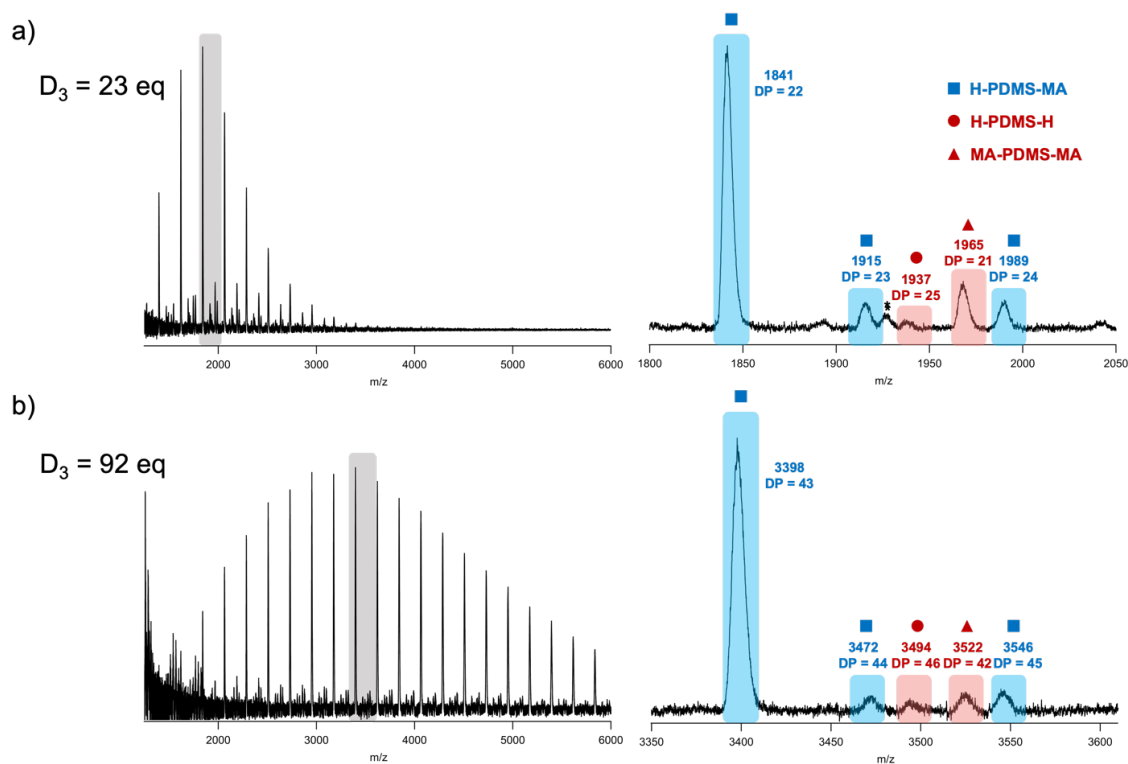 a)
D₃ = 23 eq
2000 3000 4000 5000 6000
m/z
1841
DP = 22
H-PDMS-MA
H-PDMS-H
MA-PDMS-MA
1915
DP = 23
*
1937
DP = 25
1965
DP = 21
1989
DP = 24
1800 1850 1900 1950 2000 2050
m/z
b)
D₃ = 92 eq
2000 3000 4000 5000 6000
m/z
3398
DP = 43
3472
DP = 44
3494
DP = 46
3522
DP = 42
3546
DP = 45
3350 3400 3450 3500 3550 3600
m/z